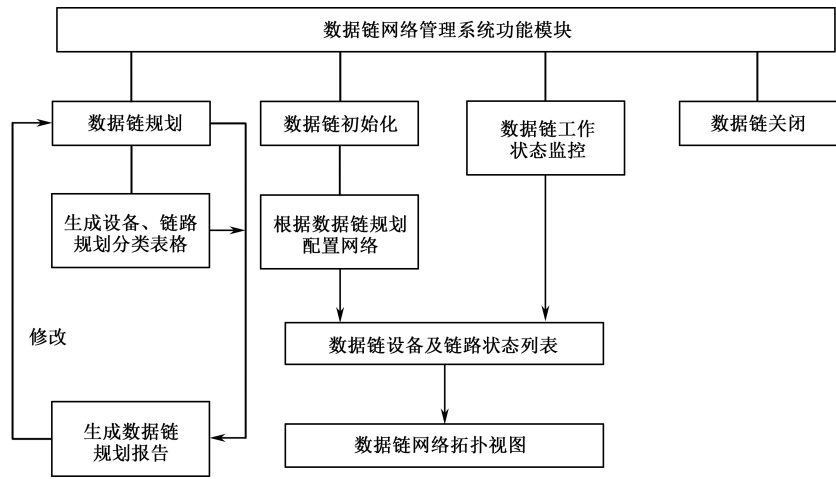 数据链网络管理系统功能模块
数据链规划
数据链初始化
数据链工作
状态监控
数据链关闭
生成设备、链路
规划分类表格
根据数据链规划
配置网络
修改
数据链设备及链路状态列表
生成数据链
规划报告
数据链网络拓扑视图